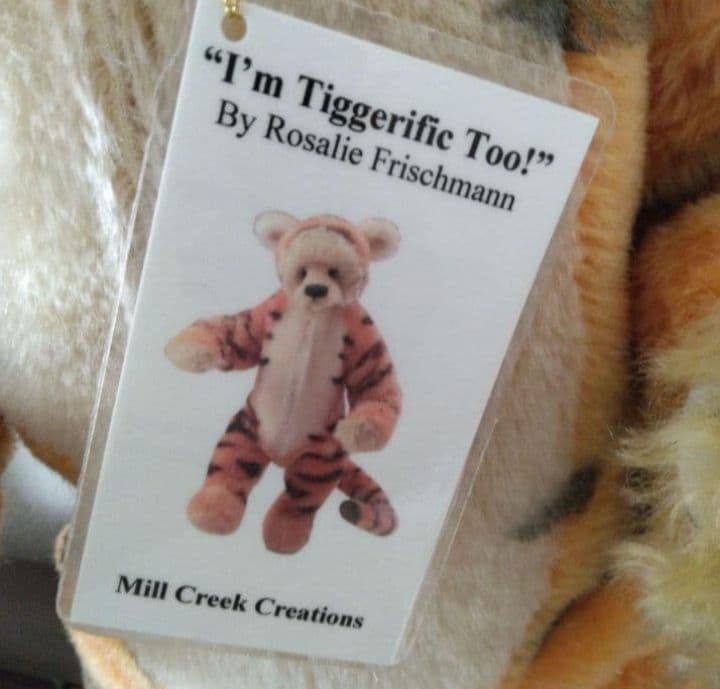 “I’m Tiggerific Too!”
By Rosalie Frischmann
Mill Creek Creations